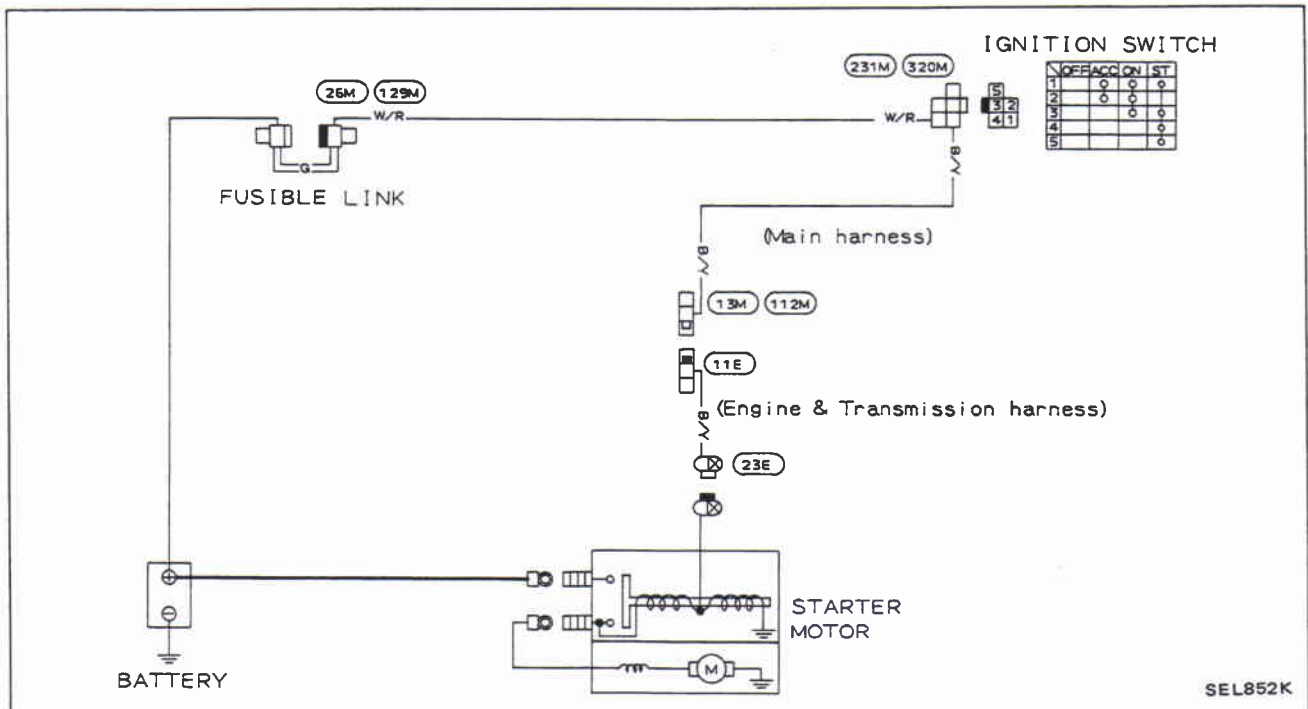 IGNITION SWITCH
231M 320M
OFF ACC ON ST
1
2
3
4
5
5
3 2
4 1
26M 129M
W/R
W/R
B/Y
G
FUSIBLE LINK
(Main harness)
B/Y
13M 112M
11E
(Engine & Transmission harness)
B/Y
23E
STARTER
MOTOR
M
BATTERY
SEL852K